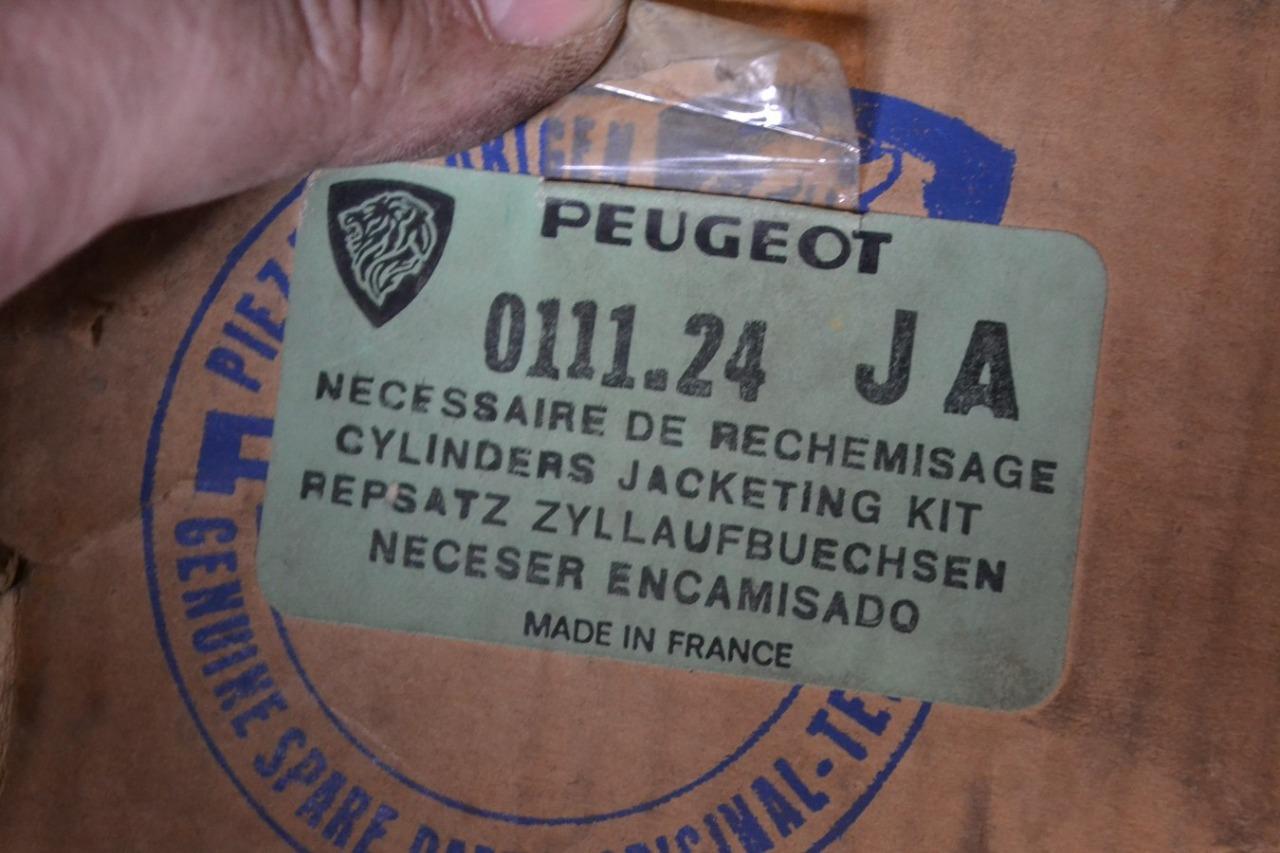 PEUGEOT
0111.24 JA
NECESSAIRE DE RECHEMISAGE
CYLINDERS JACKETING KIT
REPSATZ ZYLLAUFBUECHSEN
NECESER ENCAMISADO
MADE IN FRANCE
GENUINE SPARE